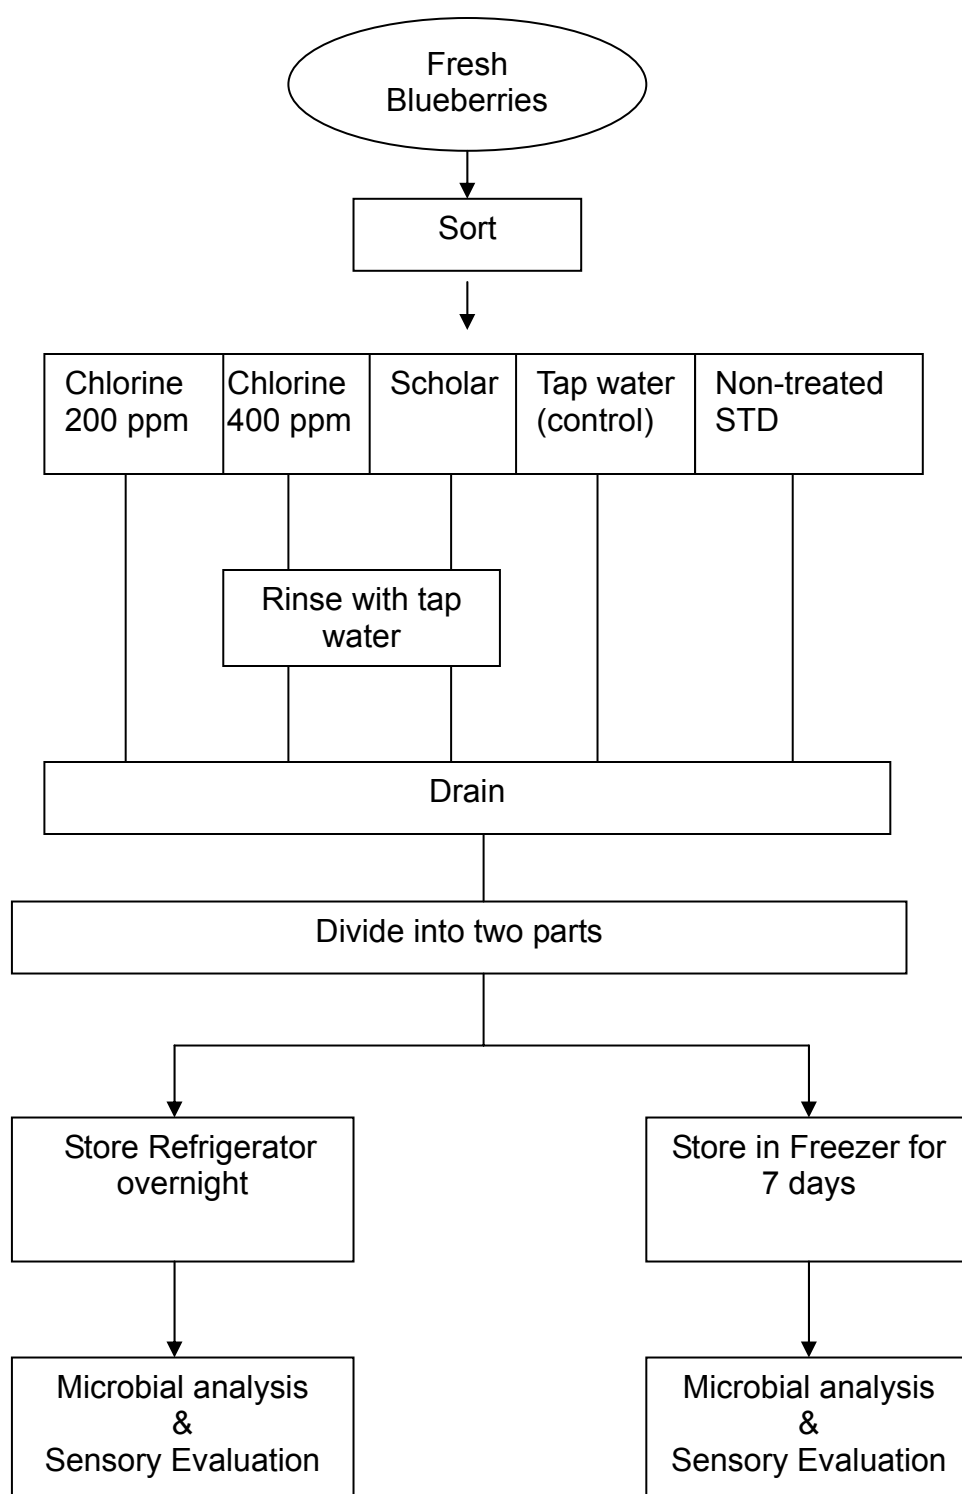 Fresh
Blueberries
Sort
Chlorine
200 ppm
Chlorine
400 ppm
Scholar
Tap water
(control)
Non-treated
STD
Rinse with tap
water
Drain
Divide into two parts
Store Refrigerator
overnight
Store in Freezer for
7 days
Microbial analysis
&
Sensory Evaluation
Microbial analysis
&
Sensory Evaluation